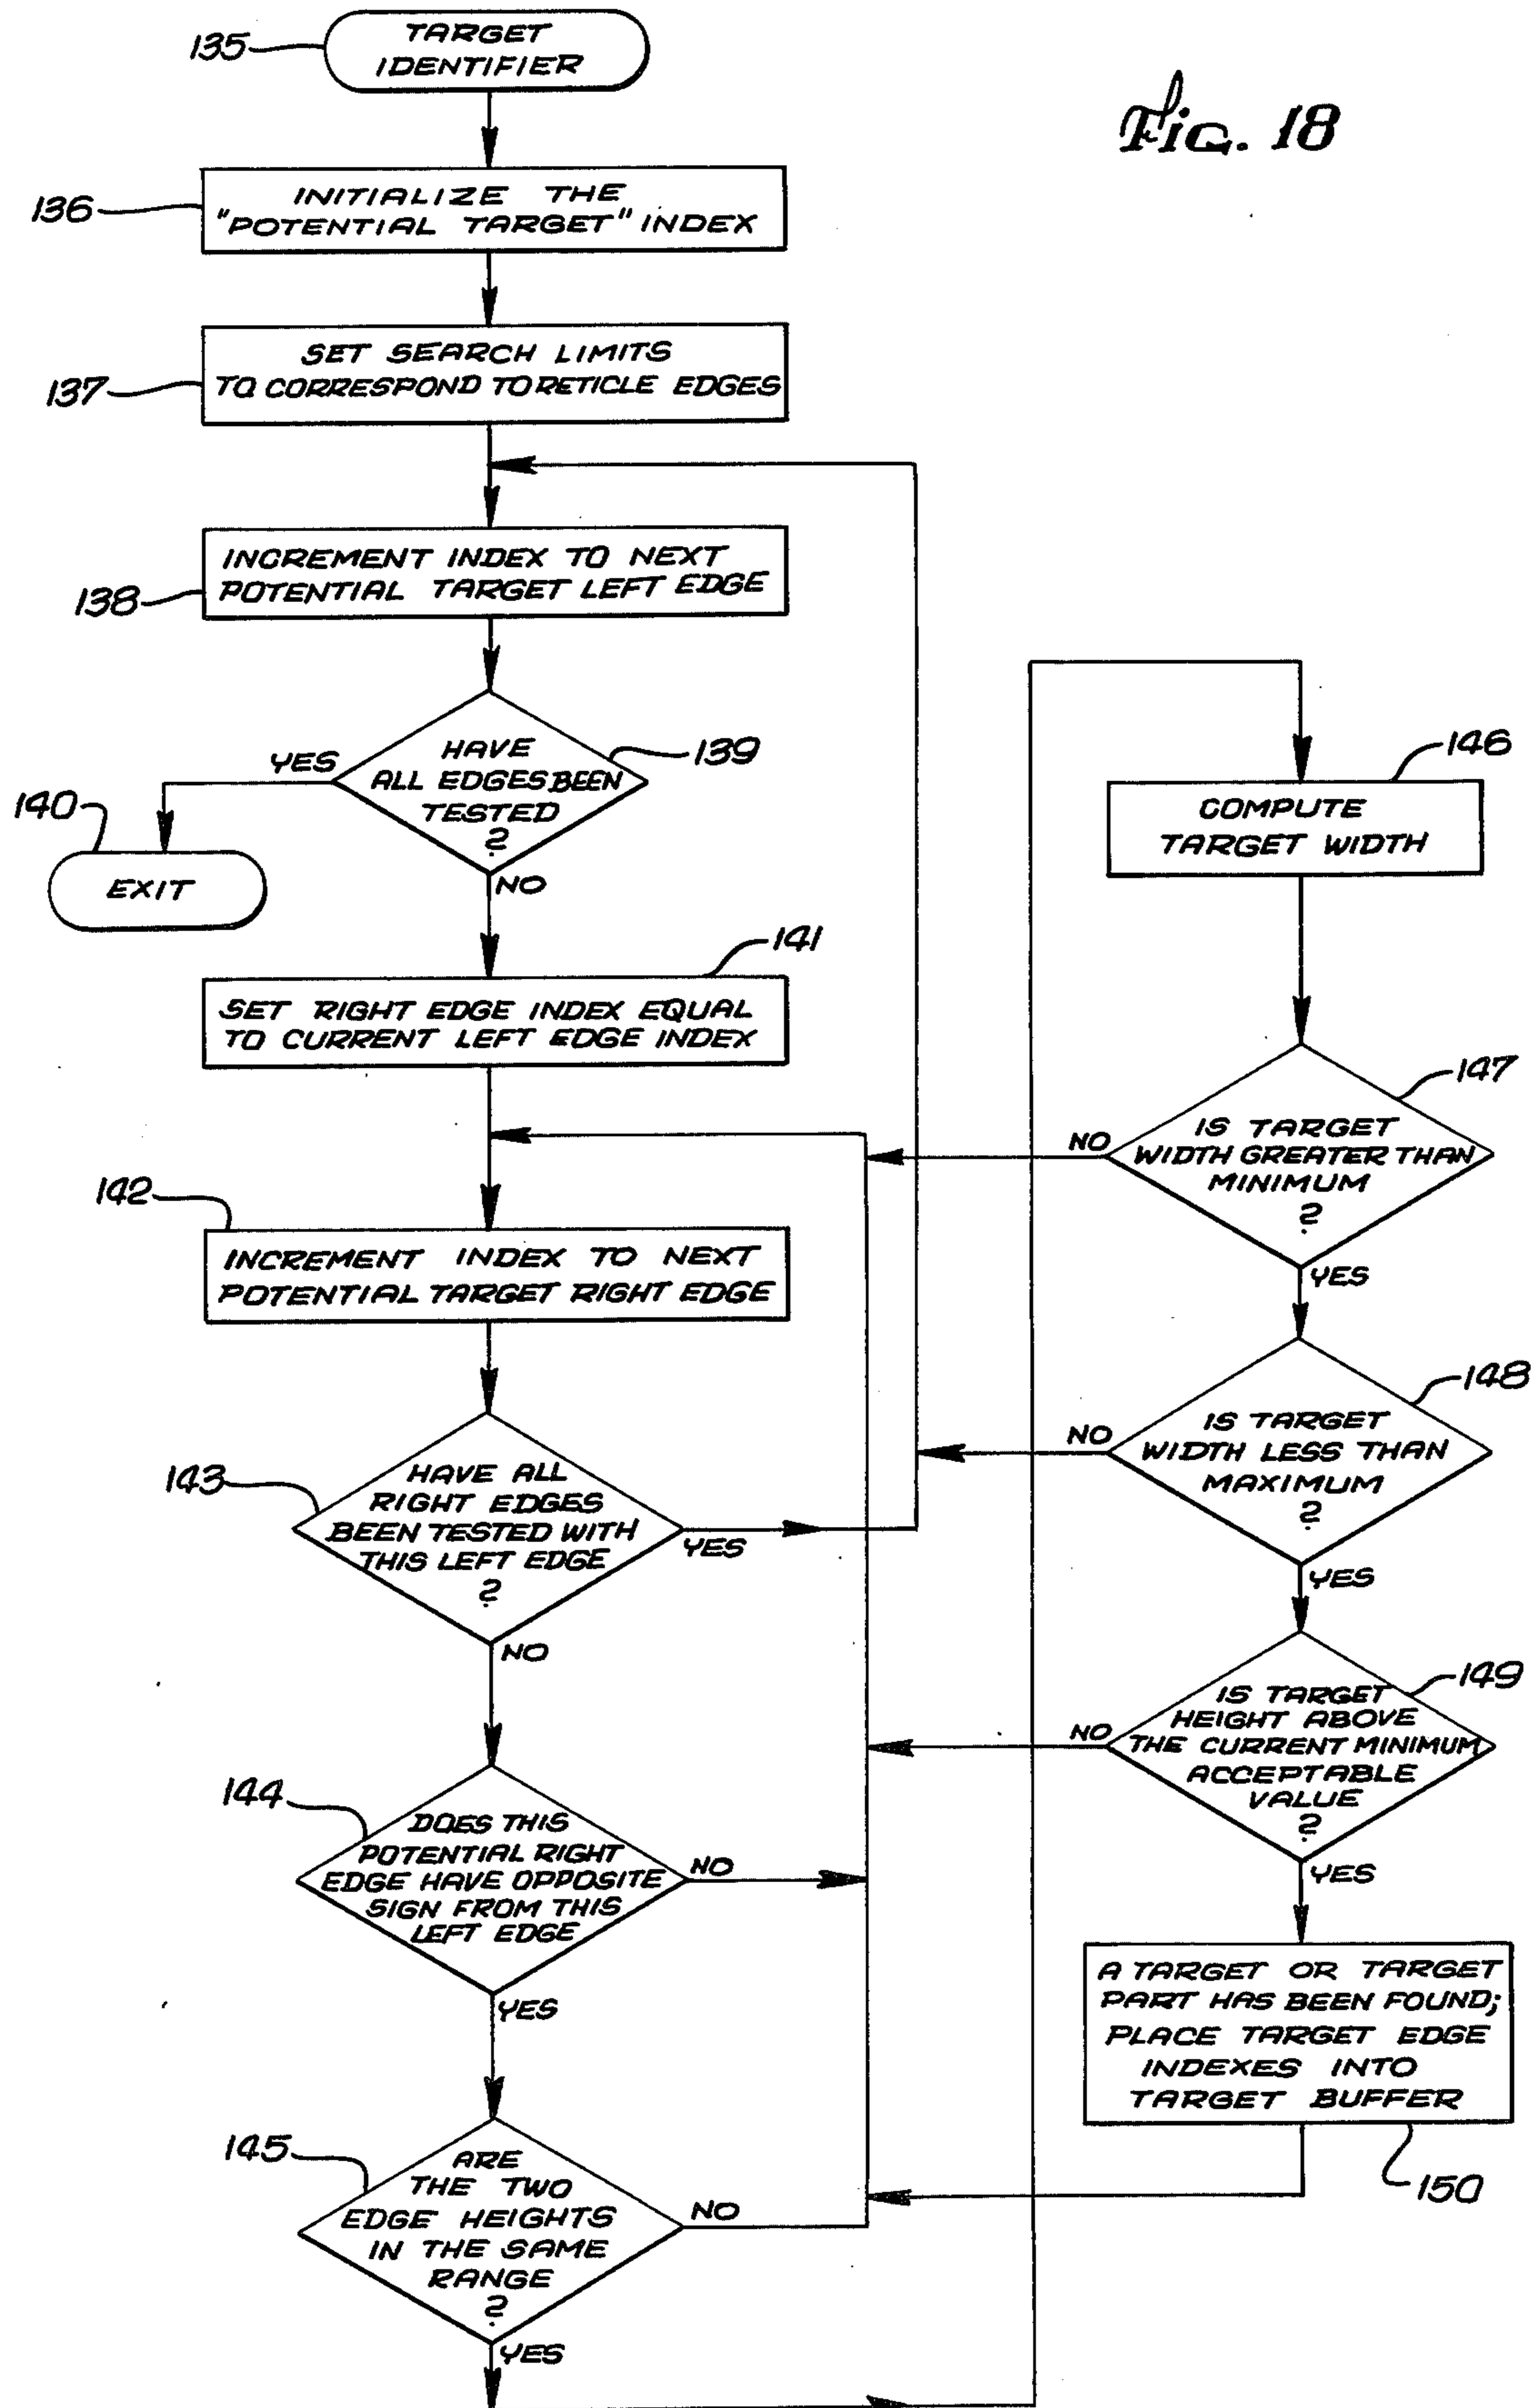 Fig. 18
135
TARGET
IDENTIFIER
136
INITIALIZE THE
"POTENTIAL TARGET" INDEX
137
SET SEARCH LIMITS
TO CORRESPOND TO RETICLE EDGES
138
INCREMENT INDEX TO NEXT
POTENTIAL TARGET LEFT EDGE
139
HAVE
ALL EDGES BEEN
TESTED
?
YES
NO
140
EXIT
141
SET RIGHT EDGE INDEX EQUAL
TO CURRENT LEFT EDGE INDEX
142
INCREMENT INDEX TO NEXT
POTENTIAL TARGET RIGHT EDGE
143
HAVE ALL
RIGHT EDGES
BEEN TESTED WITH
THIS LEFT EDGE
?
YES
NO
144
DOES THIS
POTENTIAL RIGHT
EDGE HAVE OPPOSITE
SIGN FROM THIS
LEFT EDGE
NO
YES
145
ARE
THE TWO
EDGE HEIGHTS
IN THE SAME
RANGE
?
NO
YES
146
COMPUTE
TARGET WIDTH
147
IS TARGET
WIDTH GREATER THAN
MINIMUM
?
NO
YES
148
IS TARGET
WIDTH LESS THAN
MAXIMUM
?
NO
YES
149
IS TARGET
HEIGHT ABOVE
THE CURRENT MINIMUM
ACCEPTABLE
VALUE
?
NO
YES
A TARGET OR TARGET
PART HAS BEEN FOUND;
PLACE TARGET EDGE
INDEXES INTO
TARGET BUFFER
150